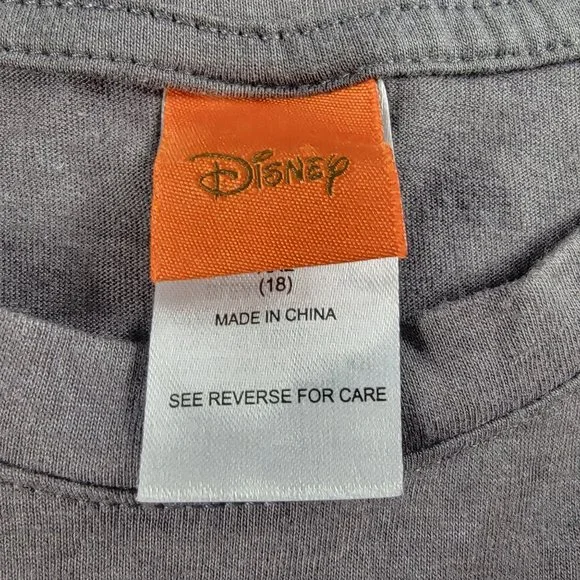 Disney
(18)
MADE IN CHINA
SEE REVERSE FOR CARE